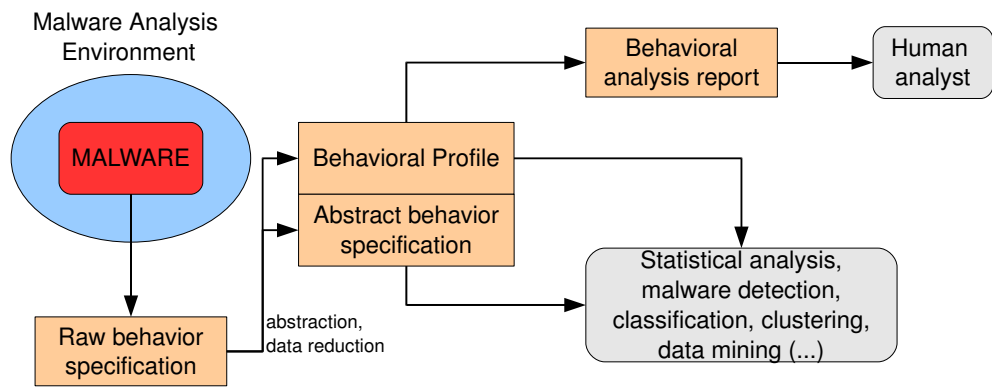 Malware Analysis
Environment
MALWARE
Behavioral
analysis report
Human
analyst
Behavioral Profile
Abstract behavior
specification
Raw behavior
specification
abstraction,
data reduction
Statistical analysis,
malware detection,
classification, clustering,
data mining (...)